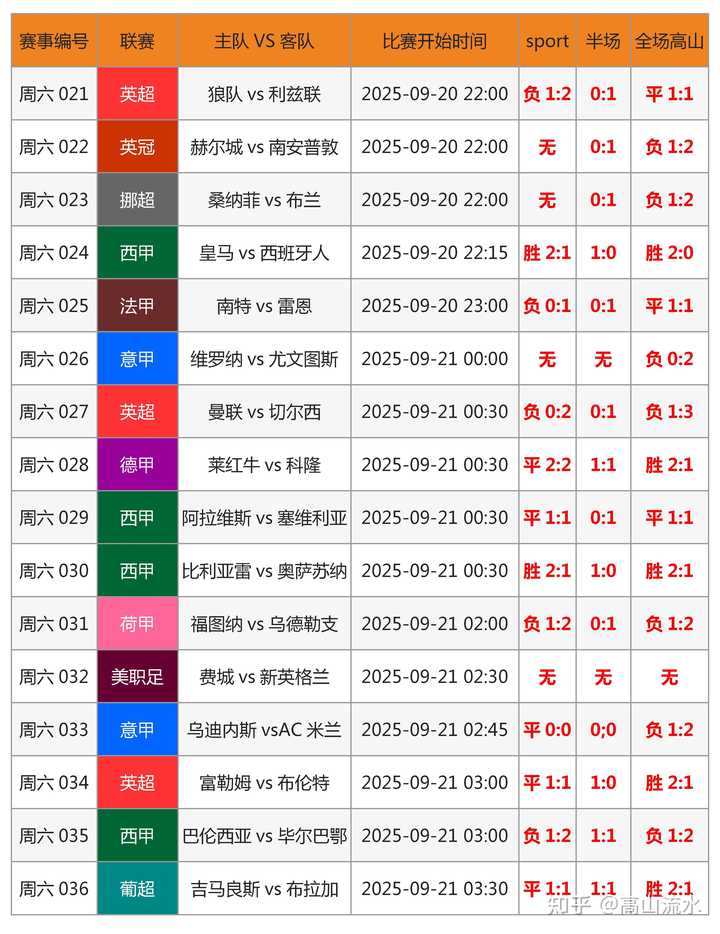 赛事编号 联赛 主队 VS 客队 比赛开始时间 sport 半场 全场高山
周六 021 英超 狼队 vs 利兹联 2025-09-20 22:00 负 1:2 0:1 平 1:1
周六 022 英冠 赫尔城 vs 南安普敦 2025-09-20 22:00 无 0:1 负 1:2
周六 023 挪超 桑纳菲 vs 布兰 2025-09-20 22:00 无 0:1 负 1:2
周六 024 西甲 皇马 vs 西班牙人 2025-09-20 22:15 胜 2:1 1:0 胜 2:0
周六 025 法甲 南特 vs 雷恩 2025-09-20 23:00 负 0:1 0:1 平 1:1
周六 026 意甲 维罗纳 vs 尤文图斯 2025-09-21 00:00 无 无 负 0:2
周六 027 英超 曼联 vs 切尔西 2025-09-21 00:30 负 0:2 0:1 负 1:3
周六 028 德甲 莱红牛 vs 科隆 2025-09-21 00:30 平 2:2 1:1 胜 2:1
周六 029 西甲 阿拉维斯 vs 塞维利亚 2025-09-21 00:30 平 1:1 0:1 平 1:1
周六 030 西甲 比利亚雷 vs 奥萨苏纳 2025-09-21 00:30 胜 2:1 1:0 胜 2:1
周六 031 荷甲 福图纳 vs 乌德勒支 2025-09-21 02:00 负 1:2 0:1 负 1:2
周六 032 美职足 费城 vs 新英格兰 2025-09-21 02:30 无 无 无
周六 033 意甲 乌迪内斯 vsAC 米兰 2025-09-21 02:45 平 0:0 0;0 负 1:2
周六 034 英超 富勒姆 vs 布伦特 2025-09-21 03:00 平 1:1 1:0 胜 2:1
周六 035 西甲 巴伦西亚 vs 毕尔巴鄂 2025-09-21 03:00 负 1:2 1:1 负 1:2
周六 036 葡超 吉马良斯 vs 布拉加 2025-09-21 03:30 平 1:1 1:1 胜 2:1
知乎 @高山流水